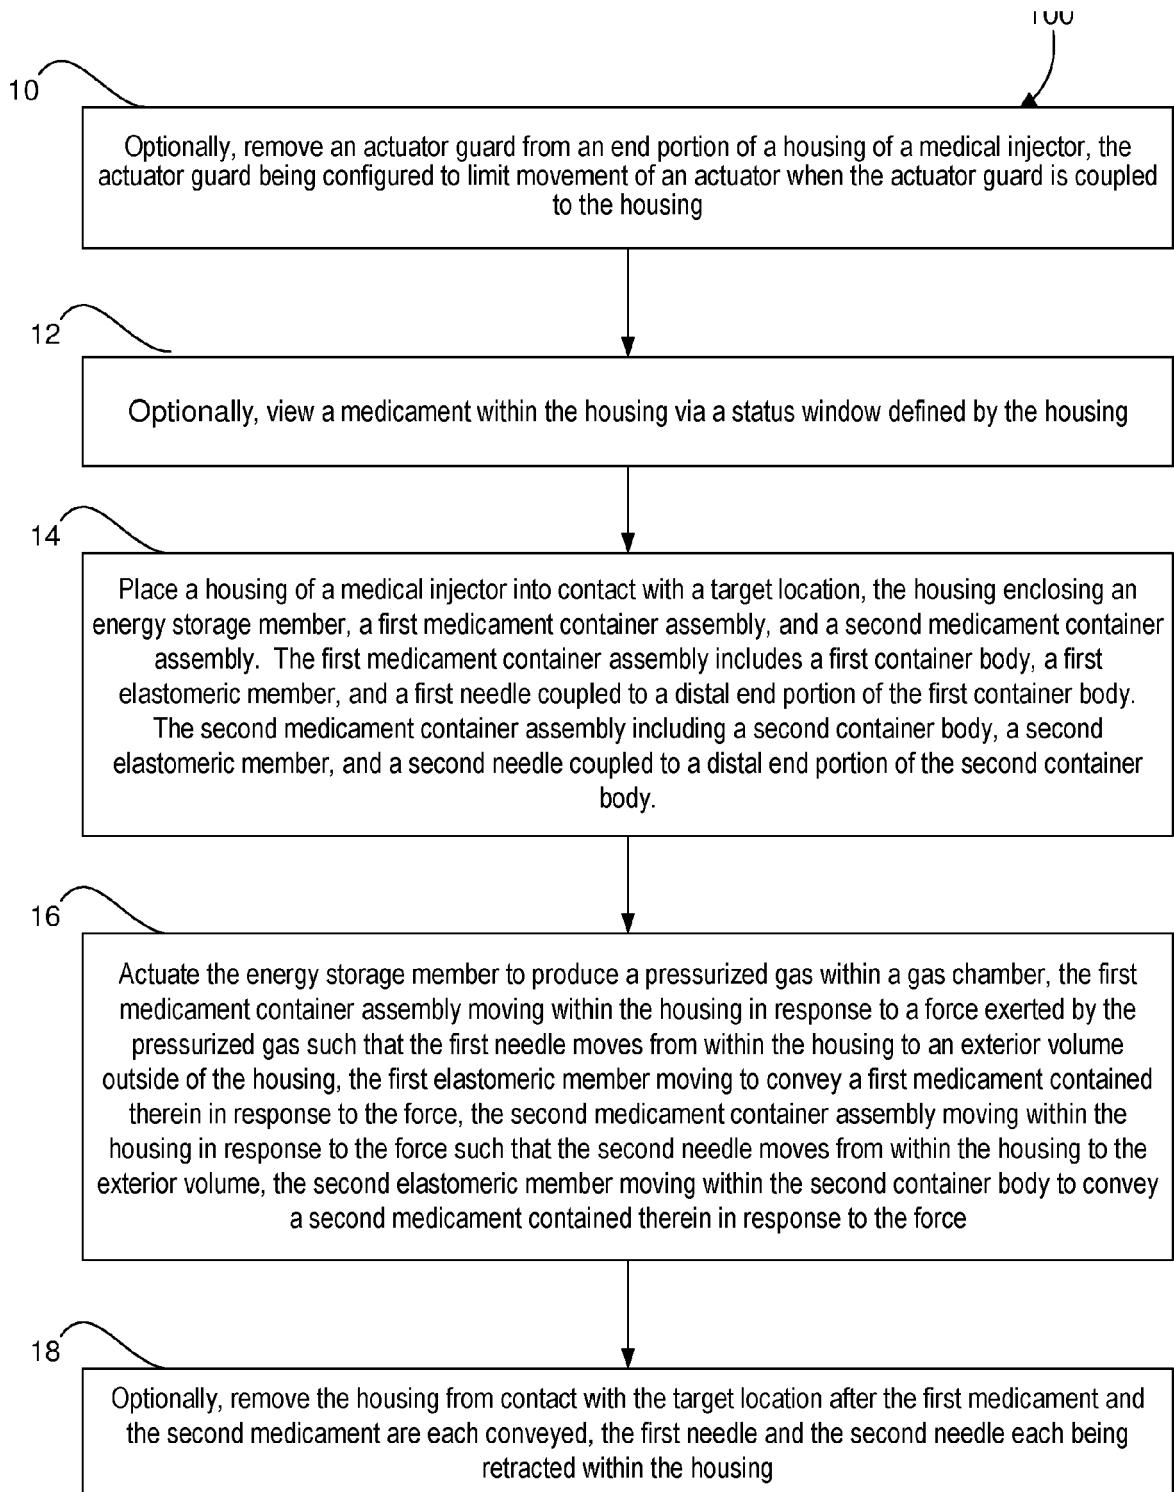 100
10
Optionally, remove an actuator guard from an end portion of a housing of a medical injector, the
actuator guard being configured to limit movement of an actuator when the actuator guard is coupled
to the housing
12
Optionally, view a medicament within the housing via a status window defined by the housing
14
Place a housing of a medical injector into contact with a target location, the housing enclosing an
energy storage member, a first medicament container assembly, and a second medicament container
assembly. The first medicament container assembly includes a first container body, a first
elastomeric member, and a first needle coupled to a distal end portion of the first container body.
The second medicament container assembly including a second container body, a second
elastomeric member, and a second needle coupled to a distal end portion of the second container
body.
16
Actuate the energy storage member to produce a pressurized gas within a gas chamber, the first
medicament container assembly moving within the housing in response to a force exerted by the
pressurized gas such that the first needle moves from within the housing to an exterior volume
outside of the housing, the first elastomeric member moving to convey a first medicament contained
therein in response to the force, the second medicament container assembly moving within the
housing in response to the force such that the second needle moves from within the housing to the
exterior volume, the second elastomeric member moving within the second container body to convey
a second medicament contained therein in response to the force
18
Optionally, remove the housing from contact with the target location after the first medicament and
the second medicament are each conveyed, the first needle and the second needle each being
retracted within the housing